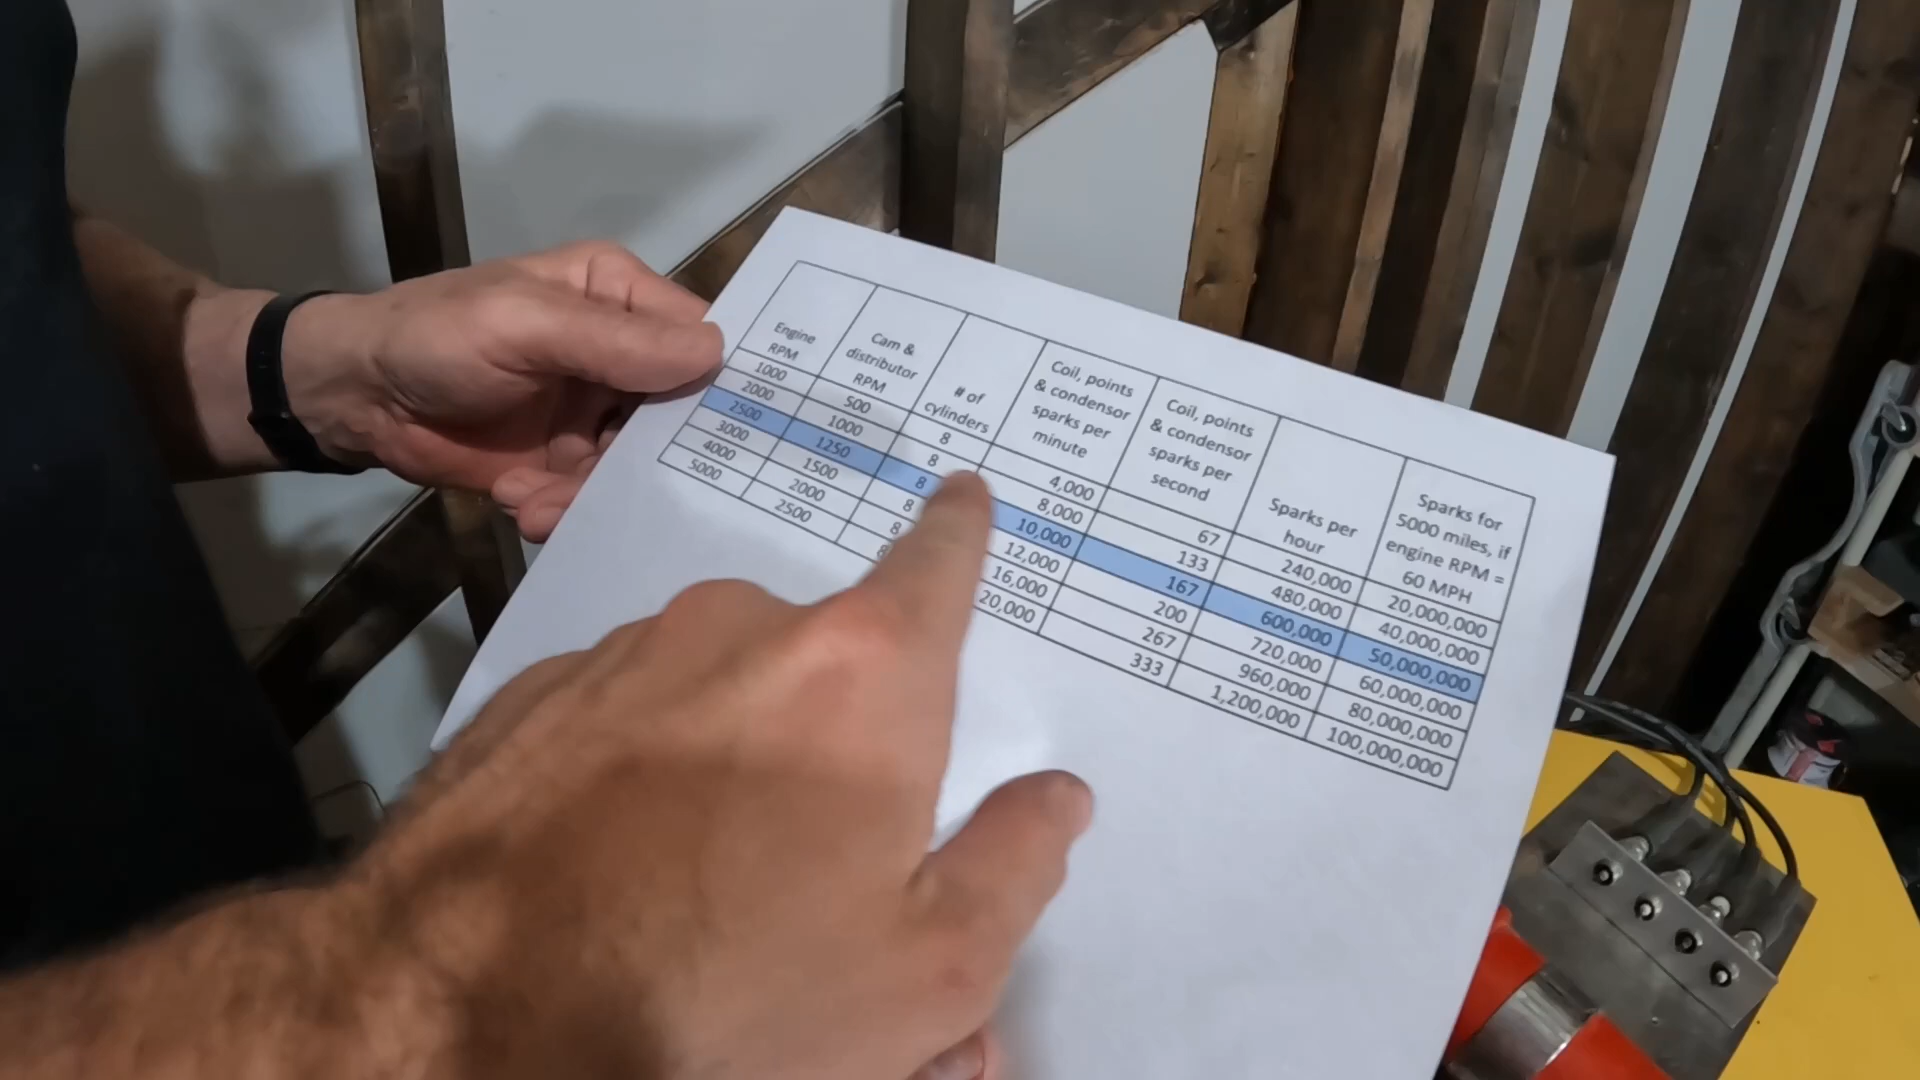 Engine
RPM
Cam &
distributor
RPM
# of
cylinders
Coil, points
& condensor
sparks per
minute
Coil, points
& condensor
sparks per
second
Sparks per
hour
Sparks for
5000 miles, if
engine RPM =
60 MPH
1000 500 8 4,000 67 240,000 20,000,000
2000 1000 8 8,000 133 480,000 40,000,000
2500 1250 8 10,000 167 600,000 50,000,000
3000 1500 8 12,000 200 720,000 60,000,000
4000 2000 8 16,000 267 960,000 80,000,000
5000 2500 8 20,000 333 1,200,000 100,000,000